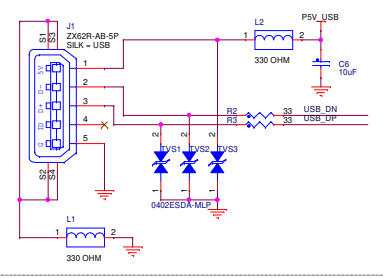 J1
ZX62R-AB-5P
SILK = USB
S1
S3
5V
D-
D+
ID
G
1
2
3
4
5
S2
S4
L2
1
2
330 OHM
P5V_USB
C6
10uF
R2
33
USB_DN
R3
33
USB_DP
2
2
2
TVS1
TVS2
TVS3
1
1
1
0402ESDA-MLP
L1
1
2
330 OHM